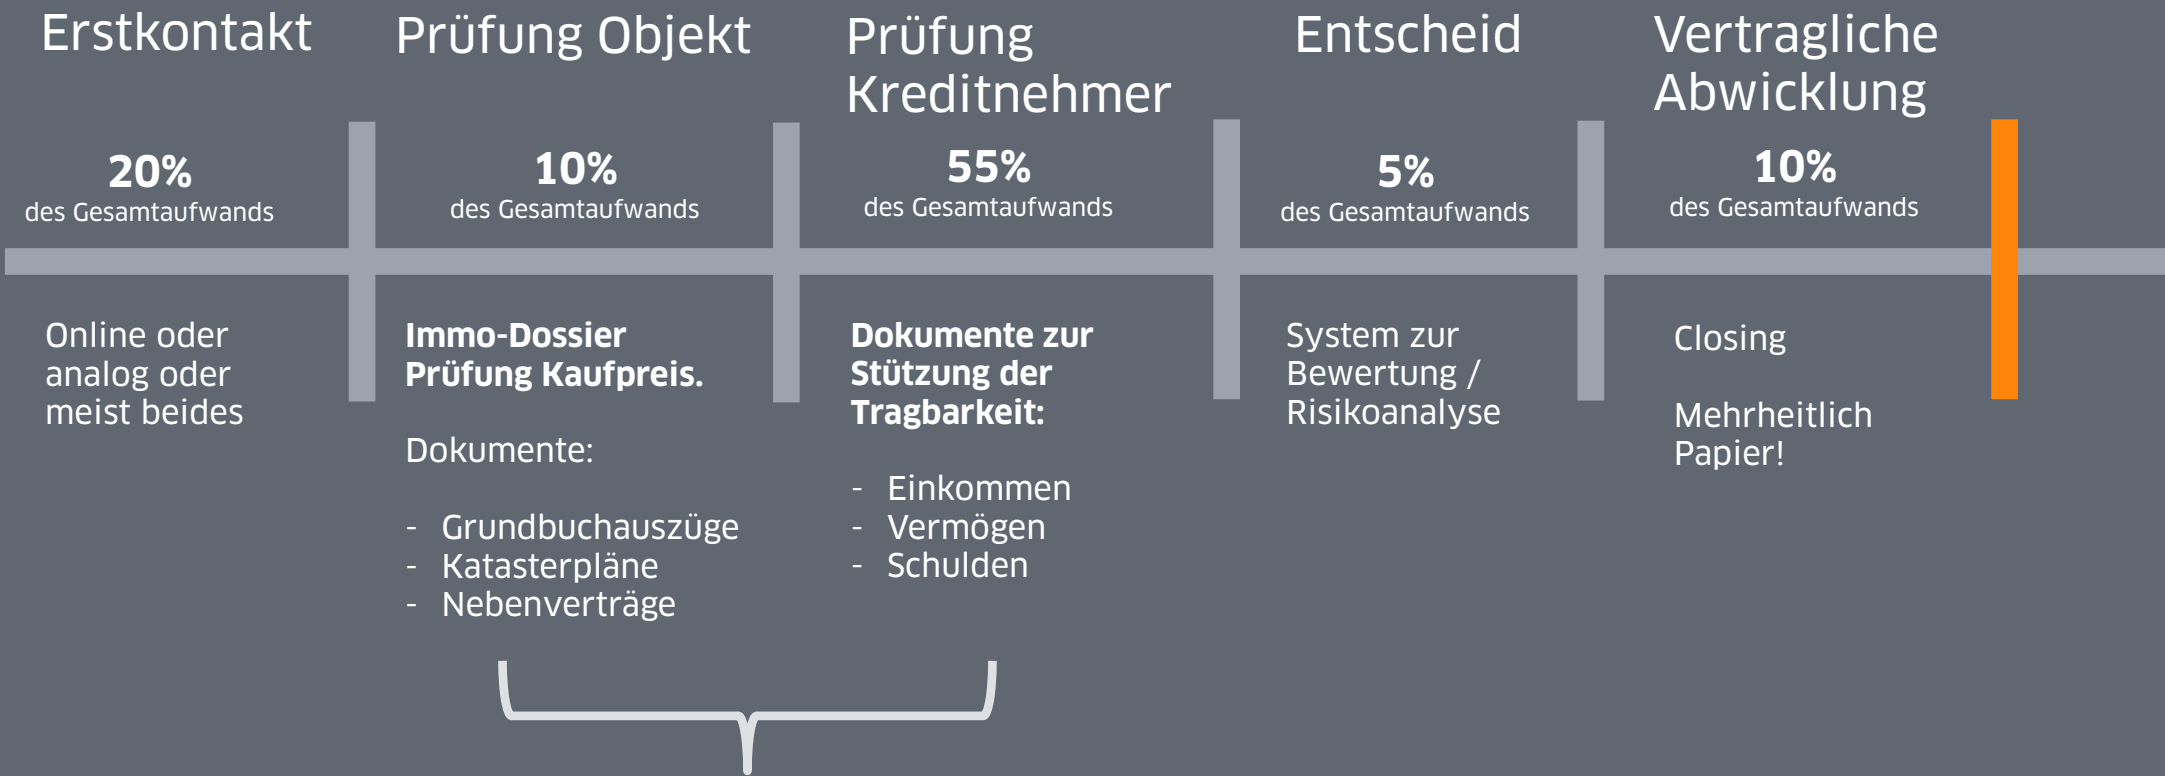 Erstkontakt
20%
des Gesamtaufwands
Online oder
analog oder
meist beides
Prüfung Objekt
10%
des Gesamtaufwands
Immo-Dossier
Prüfung Kaufpreis.
Dokumente:
- Grundbuchauszüge
- Katasterpläne
- Nebenverträge
Prüfung
Kreditnehmer
55%
des Gesamtaufwands
Dokumente zur
Stützung der
Tragbarkeit:
- Einkommen
- Vermögen
- Schulden
Entscheid
5%
des Gesamtaufwands
System zur
Bewertung /
Risikoanalyse
Vertragliche
Abwicklung
10%
des Gesamtaufwands
Closing
Mehrheitlich
Papier!